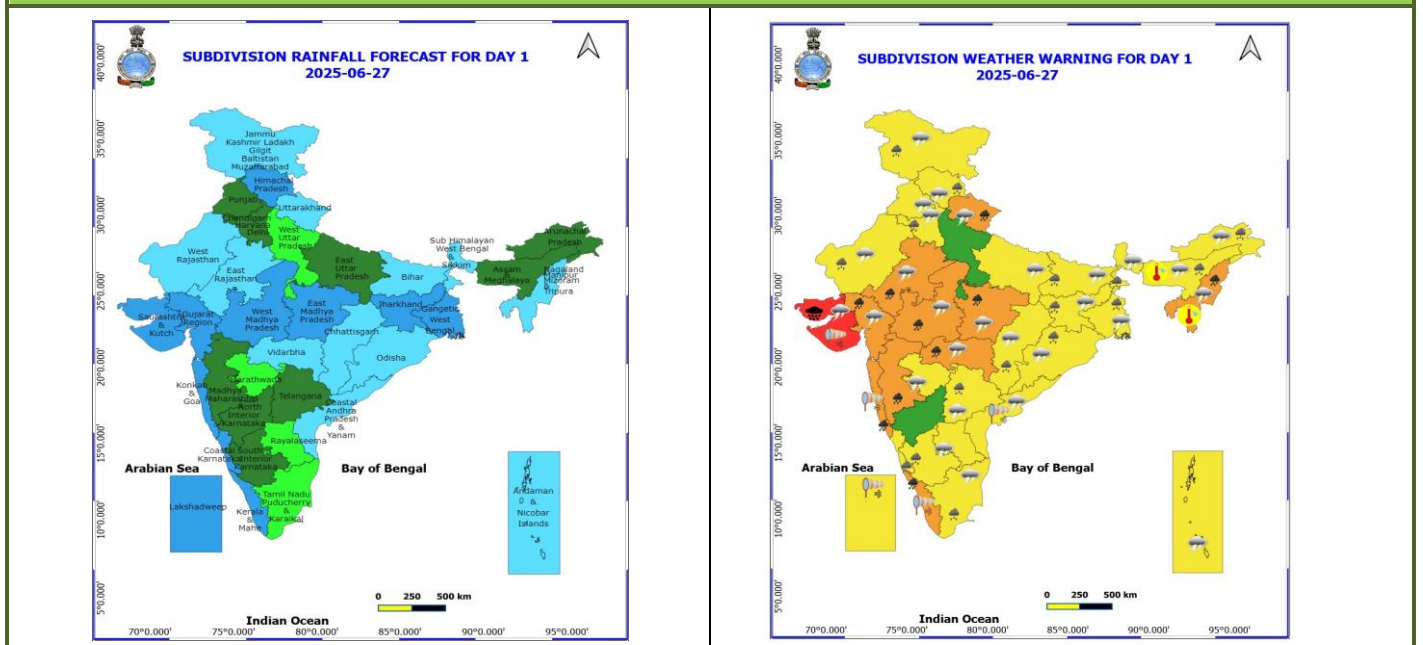 SUBDIVISION RAINFALL FORECAST FOR DAY 1
2025-06-27
40°0.000'
35°0.000'
30°0.000'
25°0.000'
20°0.000'
15°0.000'
10°0.000'
5°0.000'
Jammu
Kashmir Ladakh
Gilgit
Baltistan
Muzaffarabad
Himachal
Pradesh
Punjab
Uttarakhand
Chandigarh
Haryana
Delhi
West
Uttar
Pradesh
Arunachal
Pradesh
Sub Himalayan
West Bengal
&
Sikkim
West
Rajasthan
East
Uttar
Pradesh
Assam
&
Meghalaya
Nagaland
Manipur
Mizoram
Tripura
East
Rajasthan
Bihar
Saurashtra
&
Kutch
Gujarat
Region
West
Madhya
Pradesh
East
Madhya
Pradesh
Jharkhand
Gangetic
West
Bengal
Chhattisgarh
Vidarbha
Odisha
Konkan
&
Goa
Marathwada
Madhya
Maharashtra
Telangana
North
Interior
Karnataka
Coastal
Andhra
Pradesh
&
Yanam
Rayalaseema
Coastal
Karnataka
South
Interior
Karnataka
Arabian Sea
Bay of Bengal
Lakshadweep
Kerala
&
Mahe
Tamil Nadu
Puducherry
&
Karaikal
Andaman
&
Nicobar
Islands
0 250 500 km
Indian Ocean
70°0.000' 75°0.000' 80°0.000' 85°0.000' 90°0.000' 95°0.000'
SUBDIVISION WEATHER WARNING FOR DAY 1
2025-06-27
40°0.000'
35°0.000'
30°0.000'
25°0.000'
20°0.000'
15°0.000'
10°0.000'
5°0.000'
Arabian Sea
Bay of Bengal
0 250 500 km
Indian Ocean
70°0.000' 75°0.000' 80°0.000' 85°0.000' 90°0.000' 95°0.000'